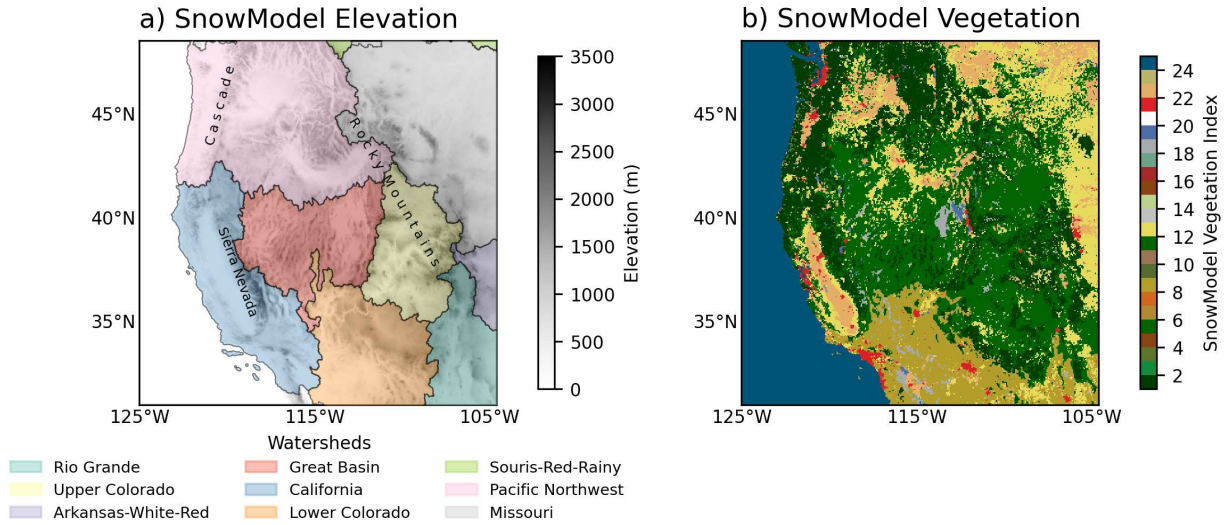 a) SnowModel Elevation
45°N
40°N
35°N
125°W
115°W
105°W
Cascade
Rocky Mountains
Sierra Nevada
3500
3000
2500
2000
1500
1000
500
0
Elevation (m)
Watersheds
Rio Grande
Upper Colorado
Arkansas-White-Red
Great Basin
California
Lower Colorado
Souris-Red-Rainy
Pacific Northwest
Missouri
b) SnowModel Vegetation
45°N
40°N
35°N
125°W
115°W
105°W
24
22
20
18
16
14
12
10
8
6
4
2
SnowModel Vegetation Index